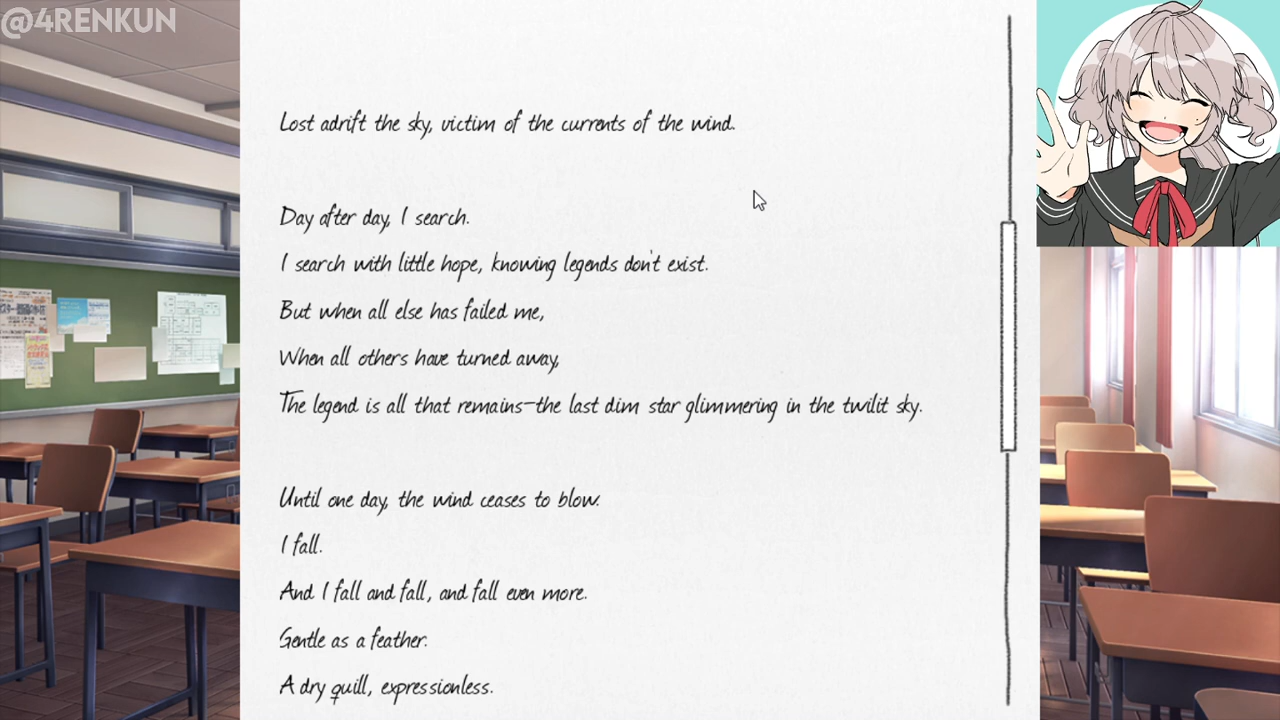 @4RENKUN
Lost adrift the sky, victim of the currents of the wind.
Day after day, I search.
I search with little hope, knowing legends don't exist.
But when all else has failed me,
When all others have turned away,
The legend is all that remains—the last dim star glimmering in the twilit sky.
Until one day, the wind ceases to blow.
I fall.
And I fall and fall, and fall even more.
Gentle as a feather.
A dry quill, expressionless.